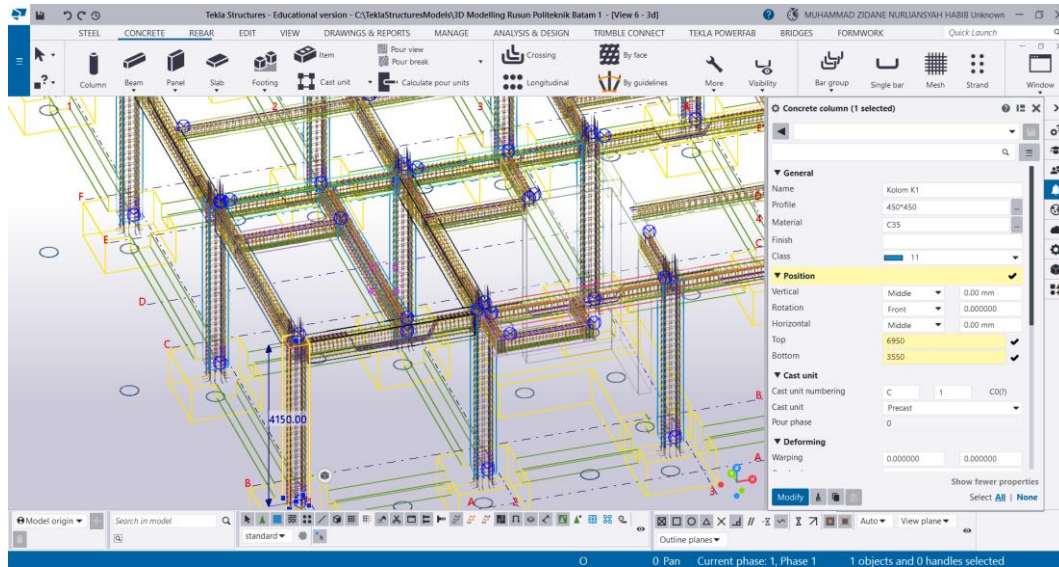 Tekla Structures - Educational version - C:\TeklaStructuresModels\3D Modelling Rusun Politeknik Batam 1 - [View 6 - 3d]
MUHAMMAD ZIDANE NURLIANSYAH HABIB Unknown
STEEL CONCRETE REBAR EDIT VIEW DRAWINGS & REPORTS MANAGE ANALYSIS & DESIGN TRIMBLE CONNECT TEKLA POWERFAB BRIDGES FORMWORK Quick Launch
Item Pour view Crossing By face
Pour break
Cast unit Calculate pour units Longitudinal By guidelines
Column Beam Panel Slab Footing More Visibility Bar group Single bar Mesh Strand Window
Concrete column (1 selected)
General
Name Kolom K1
Profile 450*450
Material C35
Finish
Class 11
Position
Vertical Middle 0.00 mm
Rotation Front 0.000000
Horizontal Middle 0.00 mm
Top 6950
Bottom 3550
Cast unit
Cast unit numbering C 1 C0(?)
Cast unit Precast
Pour phase 0
Deforming
Warping 0.000000 0.000000
Show fewer properties
Modify Select All | None
1 2 3
F
E
D
C
B
4150.00
E
4
C
B
A
A 2 3
Model origin Search in model
standard
Auto View plane
Outline planes
O 0 Pan Current phase: 1, Phase 1 1 objects and 0 handles selected